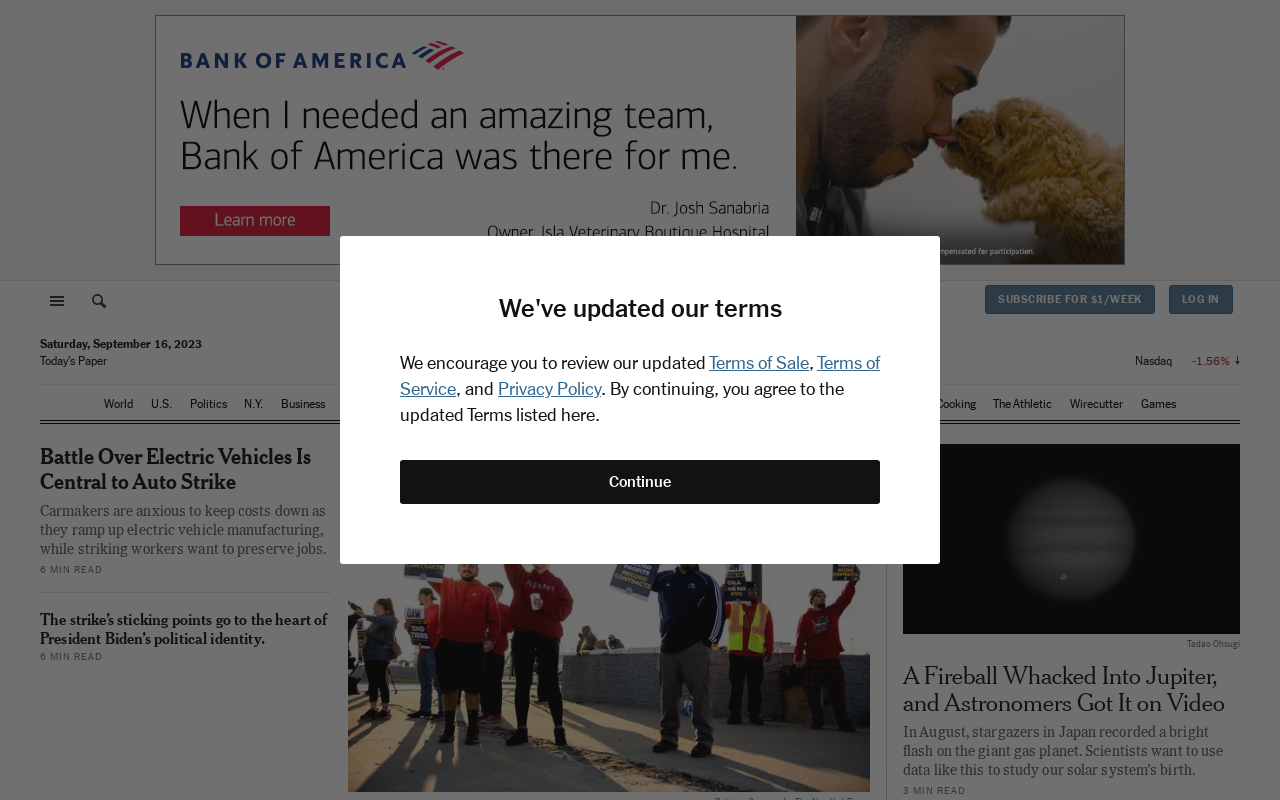 BANK OF AMERICA
When I needed an amazing team,
Bank of America was there for me.
Learn more
Dr. Josh Sanabria
Owner, Isla Veterinary Boutique Hospital
compensated for participation.
SUBSCRIBE FOR $1/WEEK
LOG IN
Saturday, September 16, 2023
Today's Paper
Nasdaq -1.56%
World U.S. Politics N.Y. Business
Cooking The Athletic Wirecutter Games
We've updated our terms
We encourage you to review our updated Terms of Sale, Terms of
Service, and Privacy Policy. By continuing, you agree to the
updated Terms listed here.
Continue
Battle Over Electric Vehicles Is
Central to Auto Strike
Carmakers are anxious to keep costs down as
they ramp up electric vehicle manufacturing,
while striking workers want to preserve jobs.
6 MIN READ
The strike's sticking points go to the heart of
President Biden's political identity.
6 MIN READ
Tadao Ohsugi
A Fireball Whacked Into Jupiter,
and Astronomers Got It on Video
In August, stargazers in Japan recorded a bright
flash on the giant gas planet. Scientists want to use
data like this to study our solar system's birth.
3 MIN READ